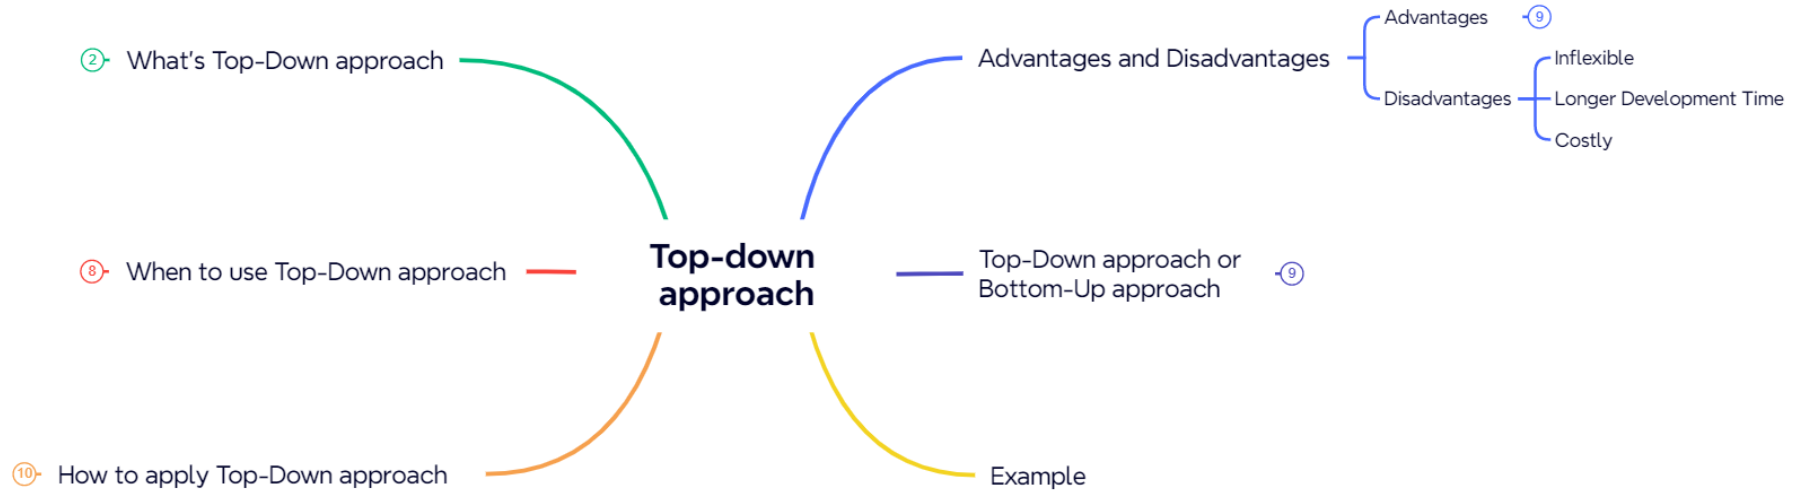 2
What's Top-Down approach
8
When to use Top-Down approach
10
How to apply Top-Down approach
Top-down
approach
Advantages and Disadvantages
Advantages
9
Disadvantages
Inflexible
Longer Development Time
Costly
Top-Down approach or
Bottom-Up approach
9
Example